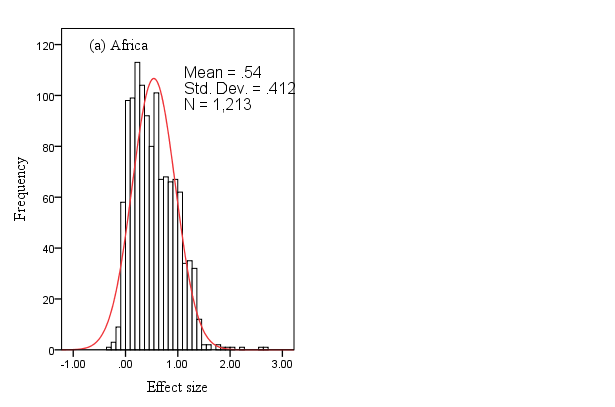 (a) Africa
Mean = .54
Std. Dev. = .412
N = 1,213
Frequency
120
100
80
60
40
20
0
-1.00 .00 1.00 2.00 3.00
Effect size